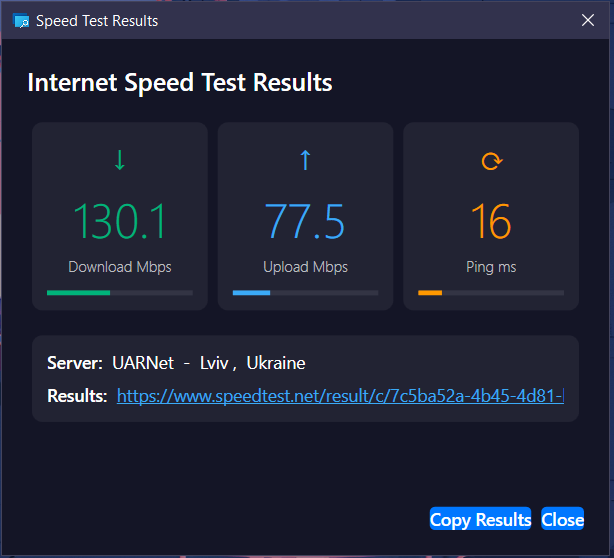 Speed Test Results
Internet Speed Test Results
↓ ↑ ⟳
130.1 77.5 16
Download Mbps Upload Mbps Ping ms
Server: UARNet - Lviv , Ukraine
Results: https://www.speedtest.net/result/c/7c5ba52a-4b45-4d81-
Copy Results Close